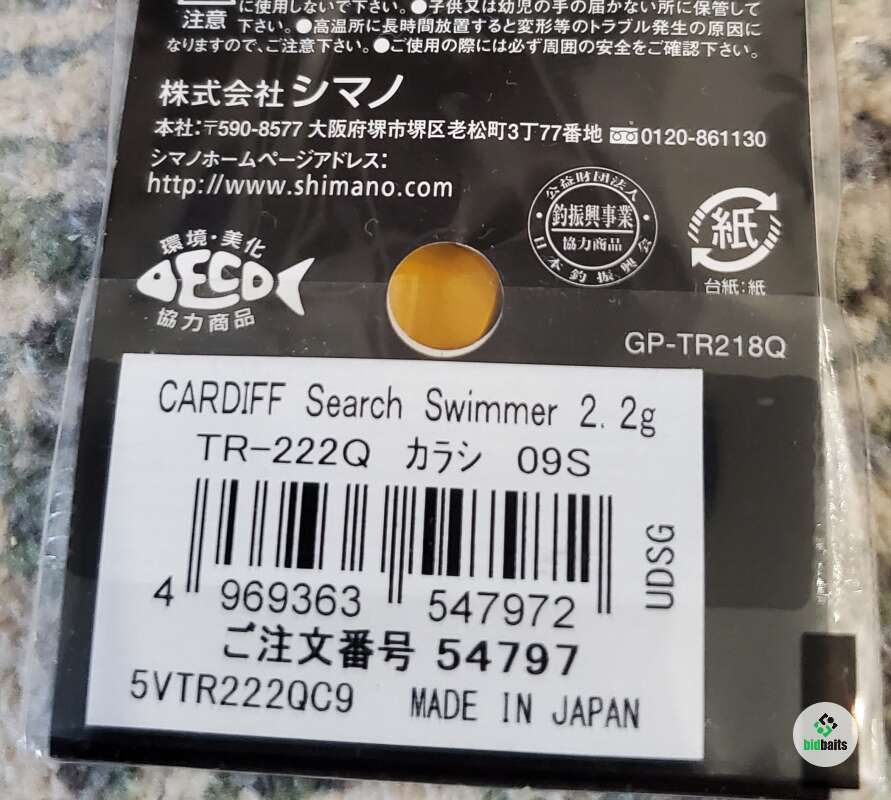 に使用しないで下さい。●子供又は幼児の手の届かない所に保管して
注意
下さい。●高温所に長時間放置すると変形等のトラブル発生の原因に
なりますので、ご注意下さい。●ご使用の際には必ず周囲の安全をご確認下さい。
株式会社シマノ
本社:〒590-8577 大阪府堺市堺区老松町3丁77番地 0120-861130
シマノホームページアドレス:
http://www.shimano.com
公益財団法人
釣振興事業
協力商品
日本釣振興会
紙
台紙:紙
環境・美化
DECO
協力商品
GP-TR218Q
CARDIFF Search Swimmer 2.2g
TR-222Q カラシ 09S
4 969363 547972
UDSG
ご注文番号 54797
5VTR222QC9 MADE IN JAPAN
bidbaits